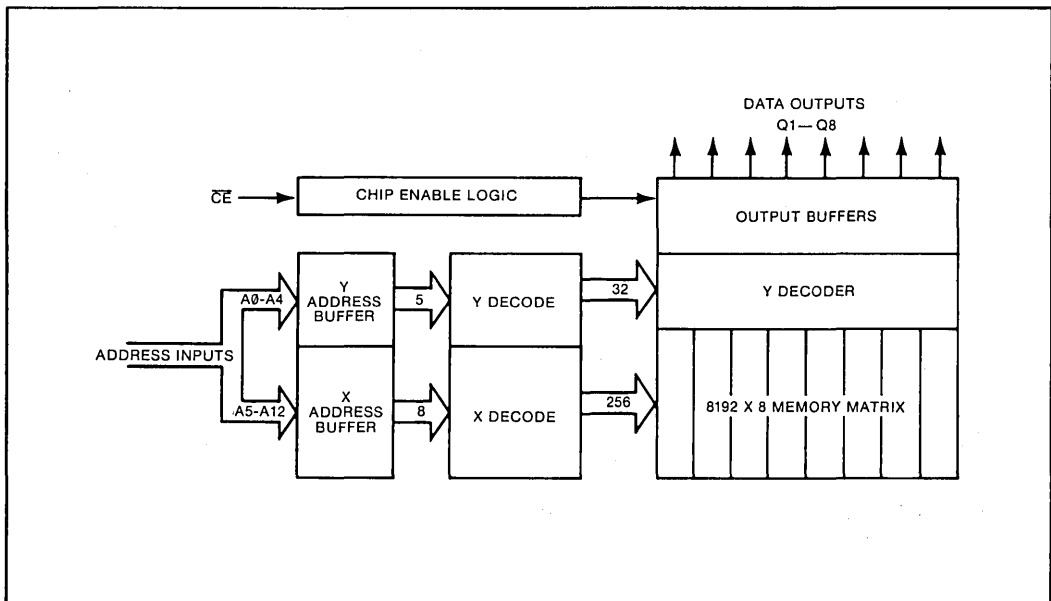 DATA OUTPUTS
Q1—Q8
C̅E̅
CHIP ENABLE LOGIC
OUTPUT BUFFERS
ADDRESS INPUTS
A0-A4
Y
ADDRESS
BUFFER
5
Y DECODE
32
Y DECODER
A5-A12
X
ADDRESS
BUFFER
8
X DECODE
256
8192 X 8 MEMORY MATRIX